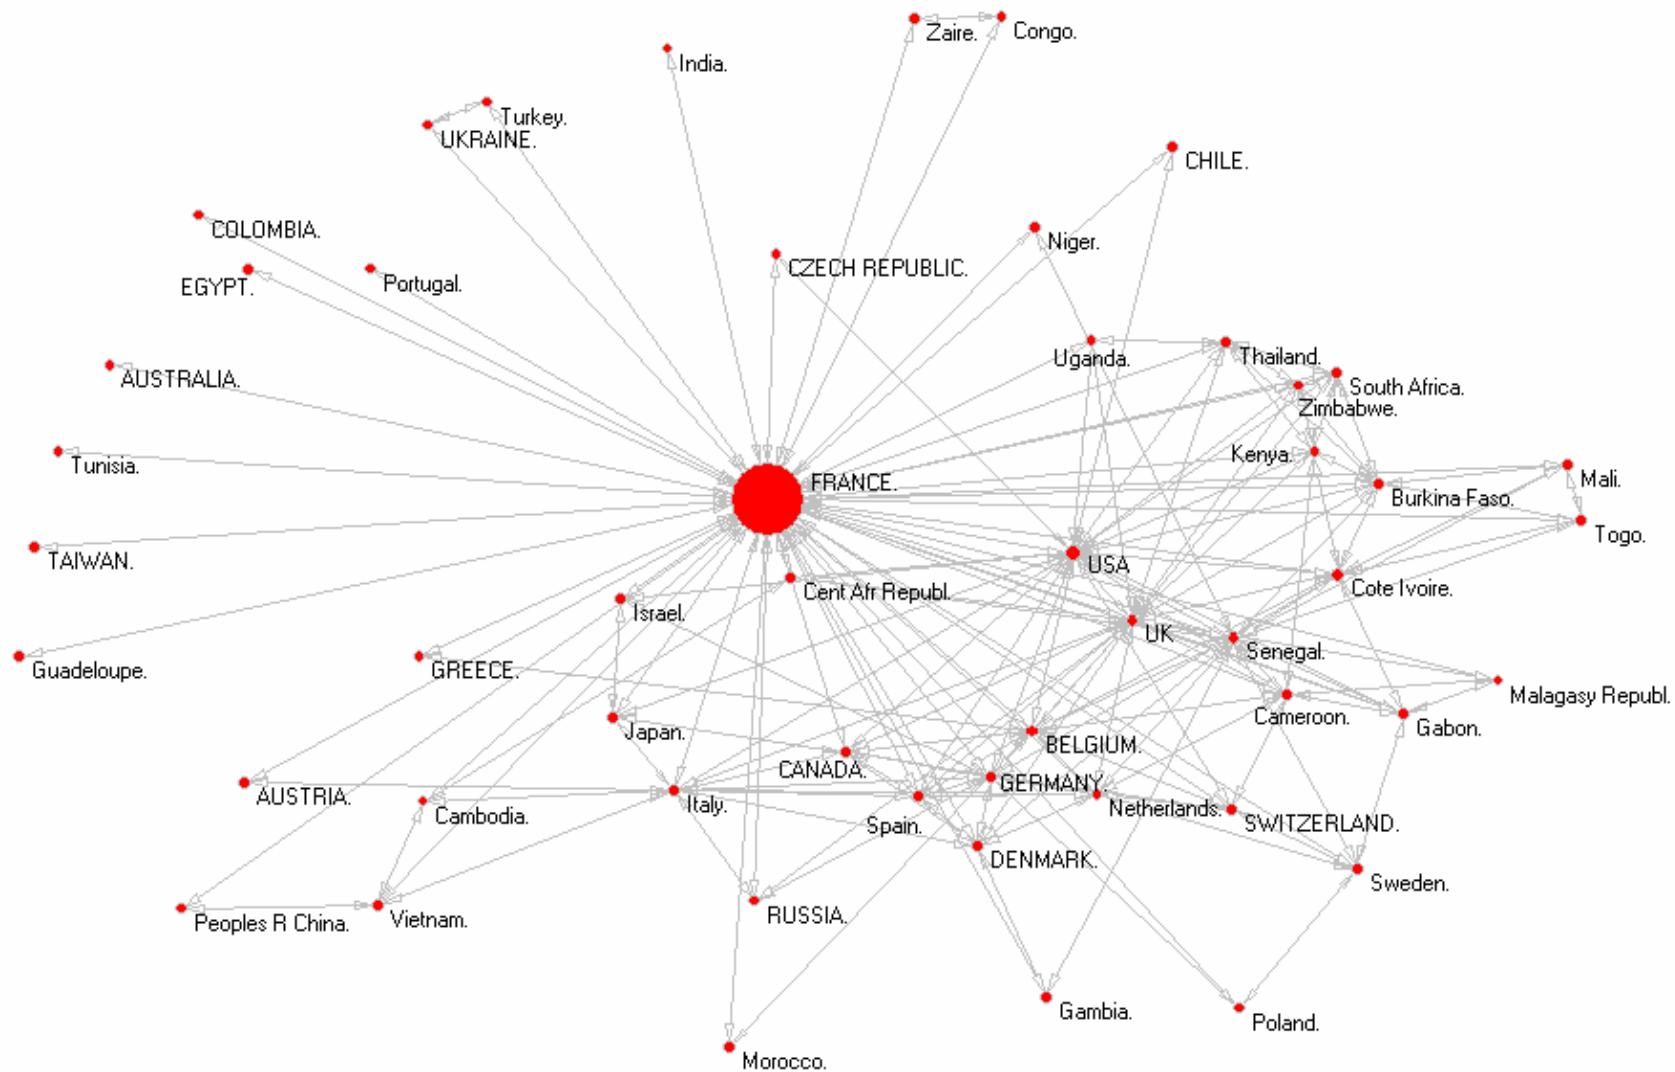 Zaire.
Congo.
India.
Turkey.
UKRAINE.
CHILE.
COLOMBIA.
Niger.
CZECH REPUBLIC.
EGYPT.
Portugal.
Uganda.
Thailand.
AUSTRALIA.
South Africa.
Zimbabwe.
Tunisia.
Kenya.
FRANCE.
Mali.
Burkina Faso.
Togo.
TAIWAN.
USA
Cent Afr Republ.
Cote Ivoire.
Israel.
UK
Senegal.
Guadeloupe.
GREECE.
Malagasy Republ.
Cameroon.
Gabon.
Japan.
BELGIUM.
CANADA.
GERMANY.
AUSTRIA.
Cambodia.
Italy.
Netherlands.
Spain.
SWITZERLAND.
DENMARK.
Sweden.
Peoples R China.
Vietnam.
RUSSIA.
Gambia.
Poland.
Morocco.